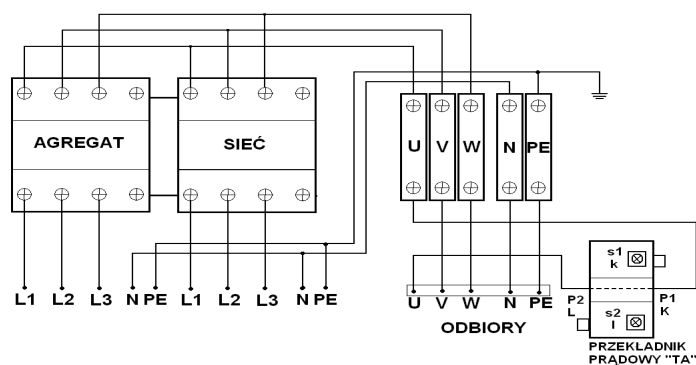 AGREGAT
SIEĆ
U V W N PE
L1 L2 L3 N PE L1 L2 L3 N PE
U V W N PE
ODBIORY
s1
k
P2
L
s2
l
P1
K
PRZEKŁADNIK
PRĄDOWY "TA"